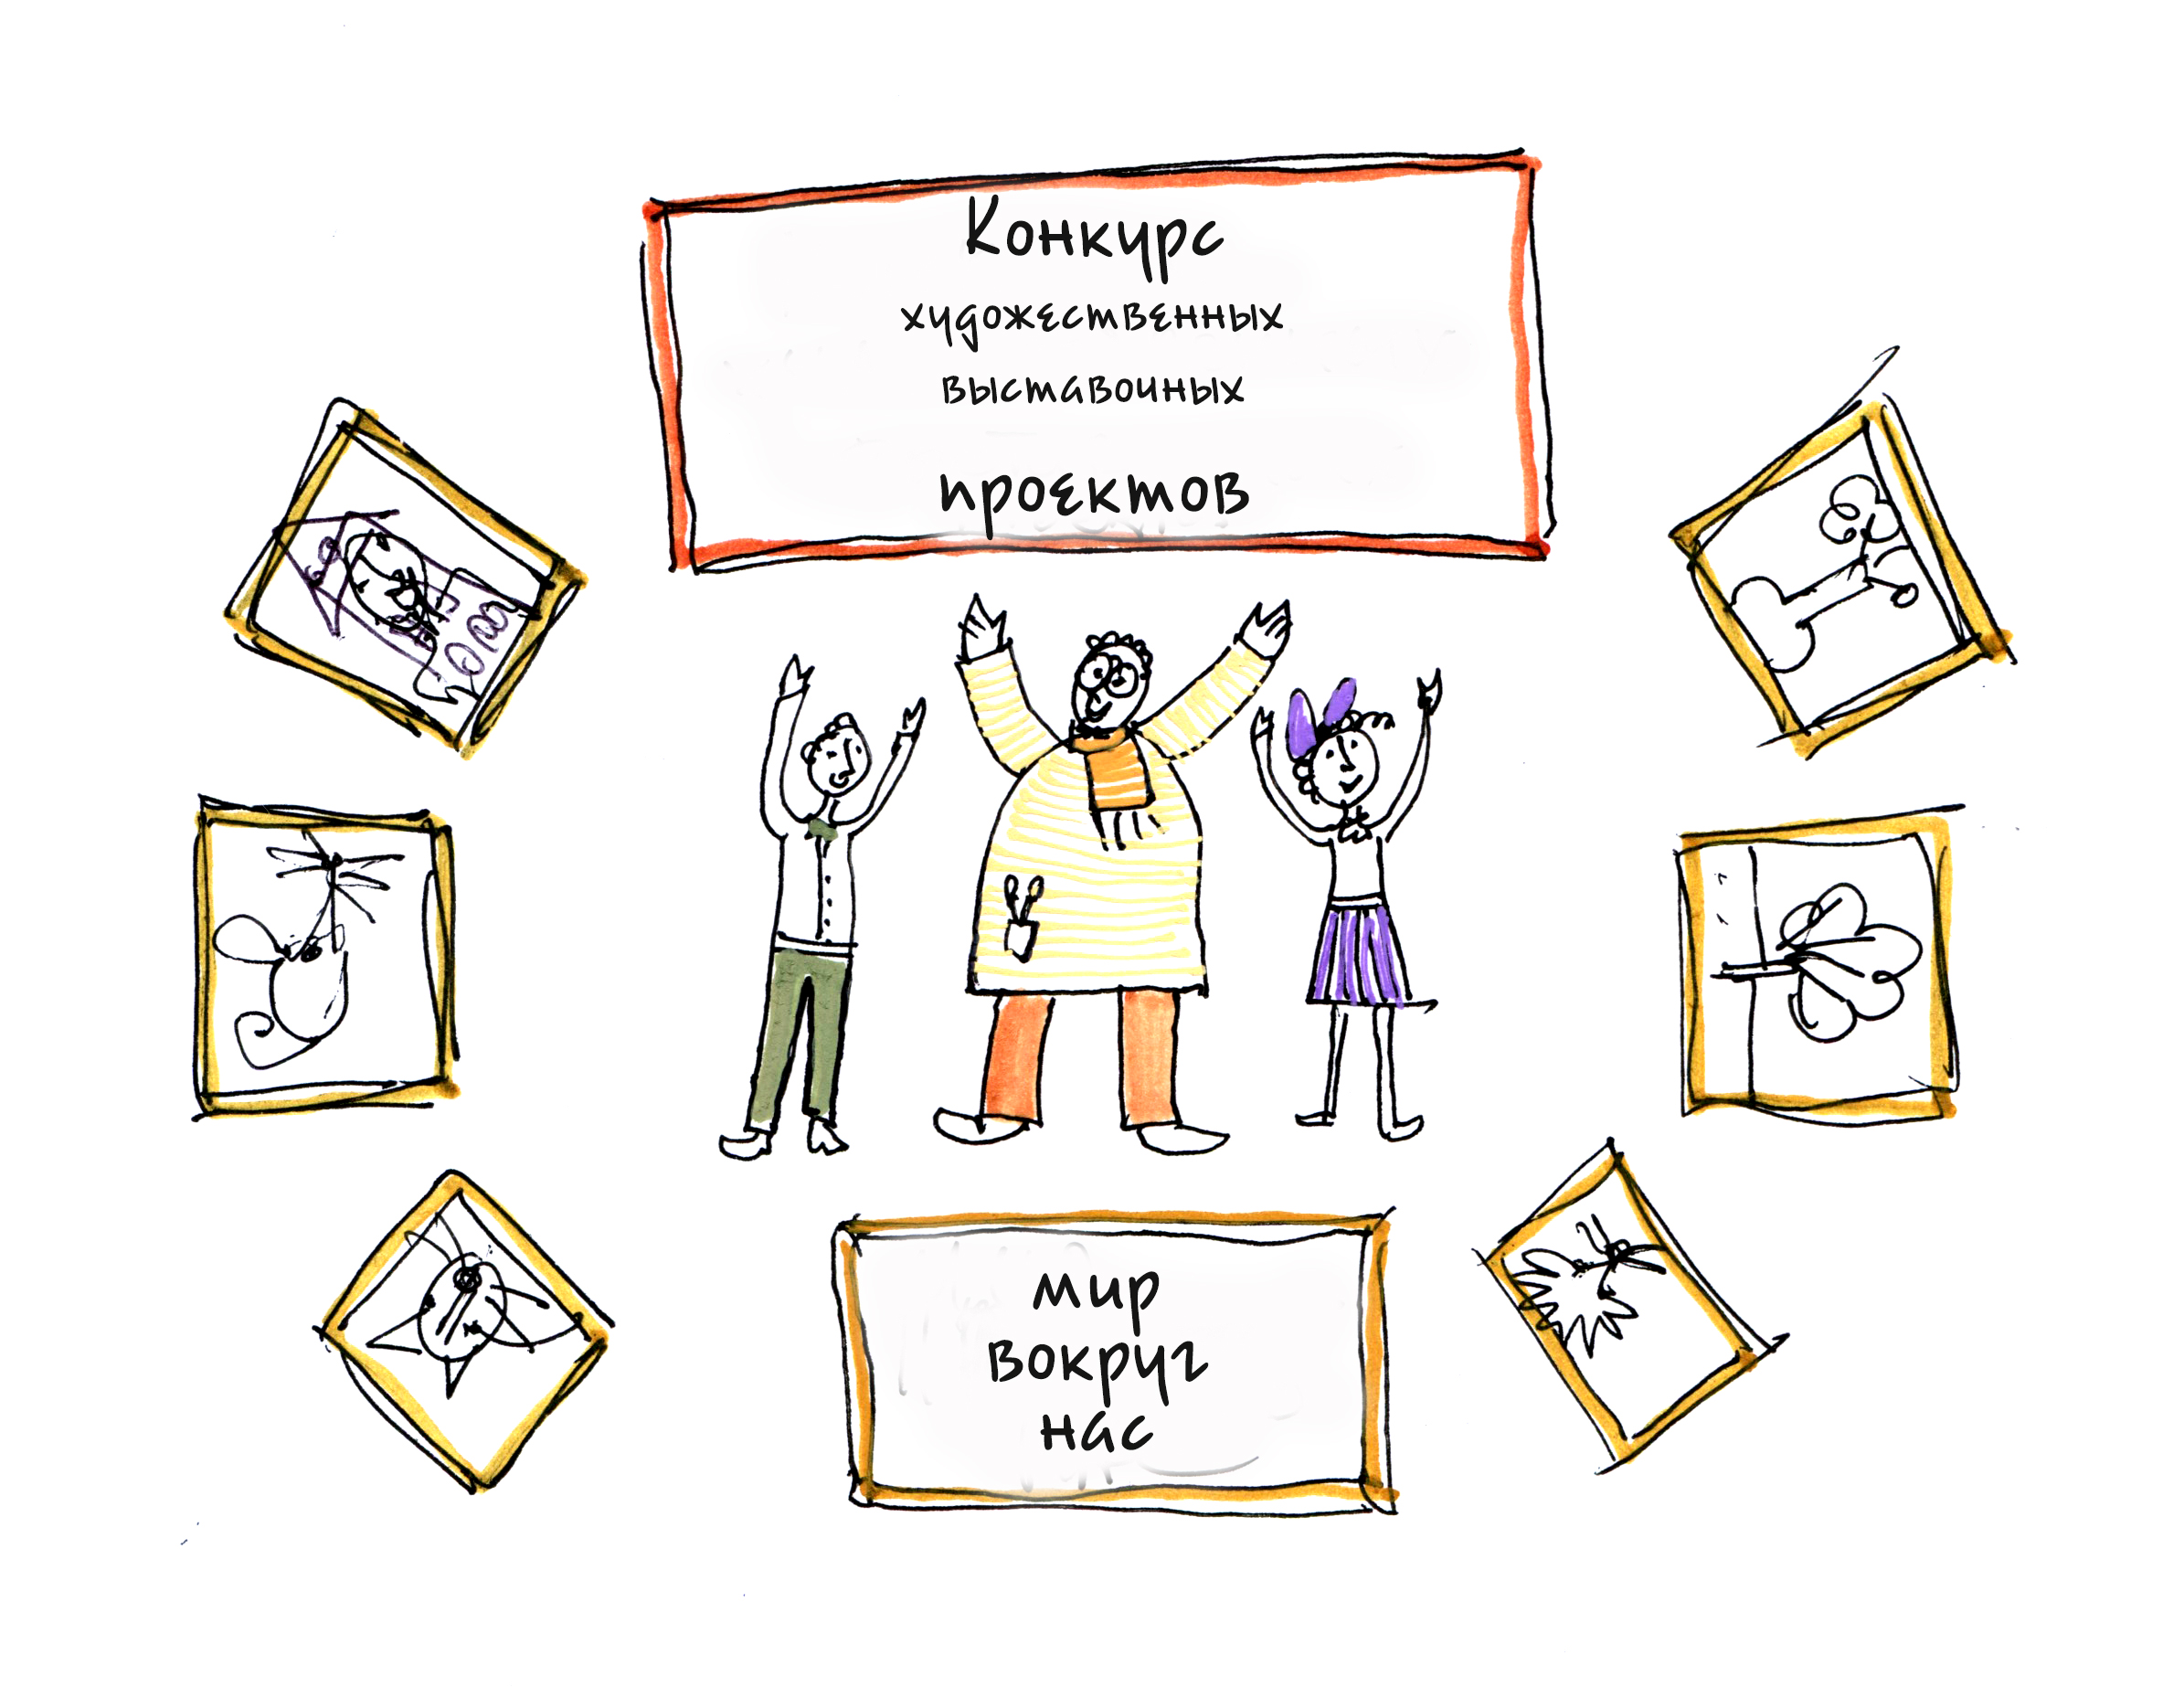 Конкурс
художественных
выставочных
проектов
мир
вокруг
нас